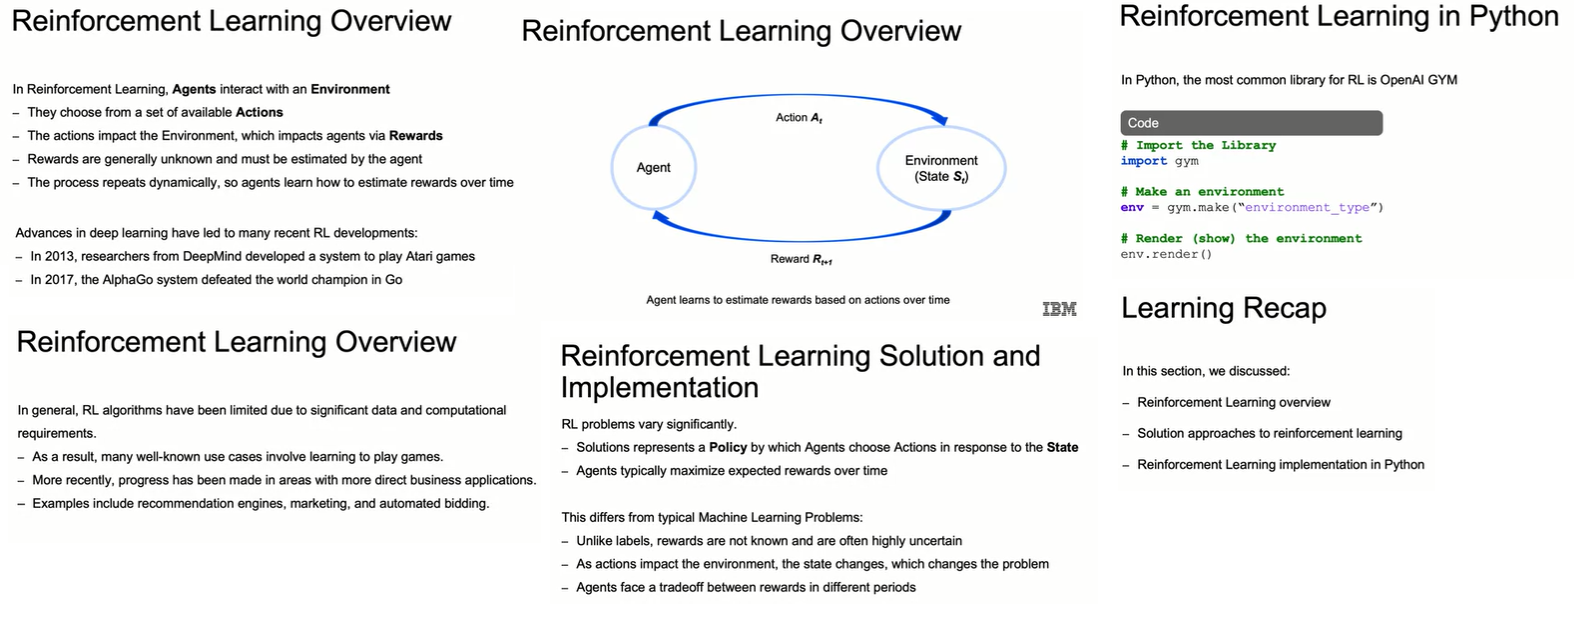 Reinforcement Learning Overview
In Reinforcement Learning, Agents interact with an Environment
– They choose from a set of available Actions
– The actions impact the Environment, which impacts agents via Rewards
– Rewards are generally unknown and must be estimated by the agent
– The process repeats dynamically, so agents learn how to estimate rewards over time
Advances in deep learning have led to many recent RL developments:
– In 2013, researchers from DeepMind developed a system to play Atari games
– In 2017, the AlphaGo system defeated the world champion in Go
Reinforcement Learning Overview
Action At
Agent
Environment
(State St)
Reward Rt+1
Agent learns to estimate rewards based on actions over time
IBM
Reinforcement Learning in Python
In Python, the most common library for RL is OpenAI GYM
Code
# Import the Library
import gym
# Make an environment
env = gym.make(“environment_type”)
# Render (show) the environment
env.render()
Reinforcement Learning Overview
In general, RL algorithms have been limited due to significant data and computational
requirements.
– As a result, many well-known use cases involve learning to play games.
– More recently, progress has been made in areas with more direct business applications.
– Examples include recommendation engines, marketing, and automated bidding.
Reinforcement Learning Solution and
Implementation
RL problems vary significantly.
– Solutions represents a Policy by which Agents choose Actions in response to the State
– Agents typically maximize expected rewards over time
This differs from typical Machine Learning Problems:
– Unlike labels, rewards are not known and are often highly uncertain
– As actions impact the environment, the state changes, which changes the problem
– Agents face a tradeoff between rewards in different periods
Learning Recap
In this section, we discussed:
– Reinforcement Learning overview
– Solution approaches to reinforcement learning
– Reinforcement Learning implementation in Python